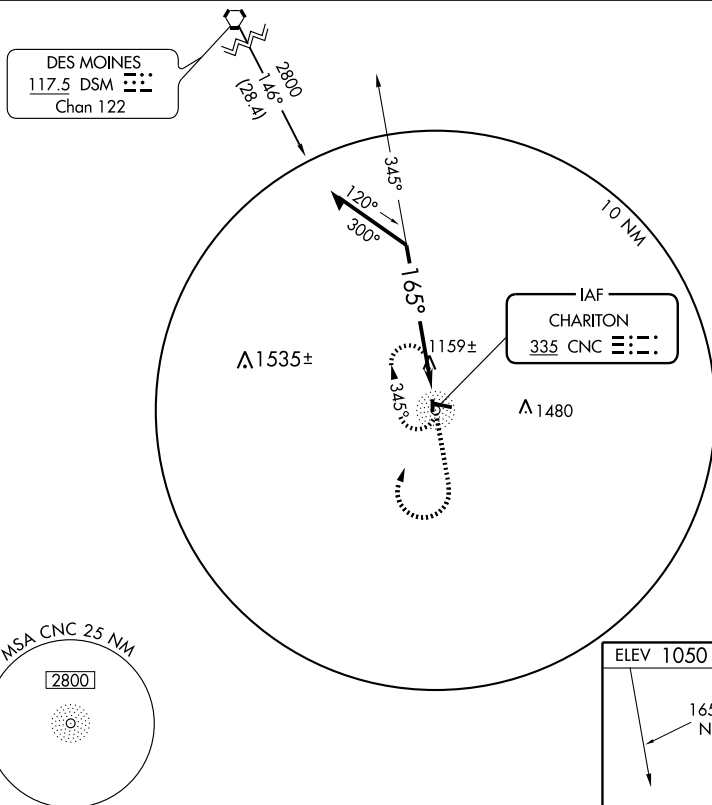 DES MOINES
117.5 DSM
Chan 122
2800
146°
(28.4)
345°
120°
300°
10 NM
165°
IAF
CHARITON
335 CNC
1159±
1535±
345°
1480
MSA CNC 25 NM
2800
ELEV 1050
165
N